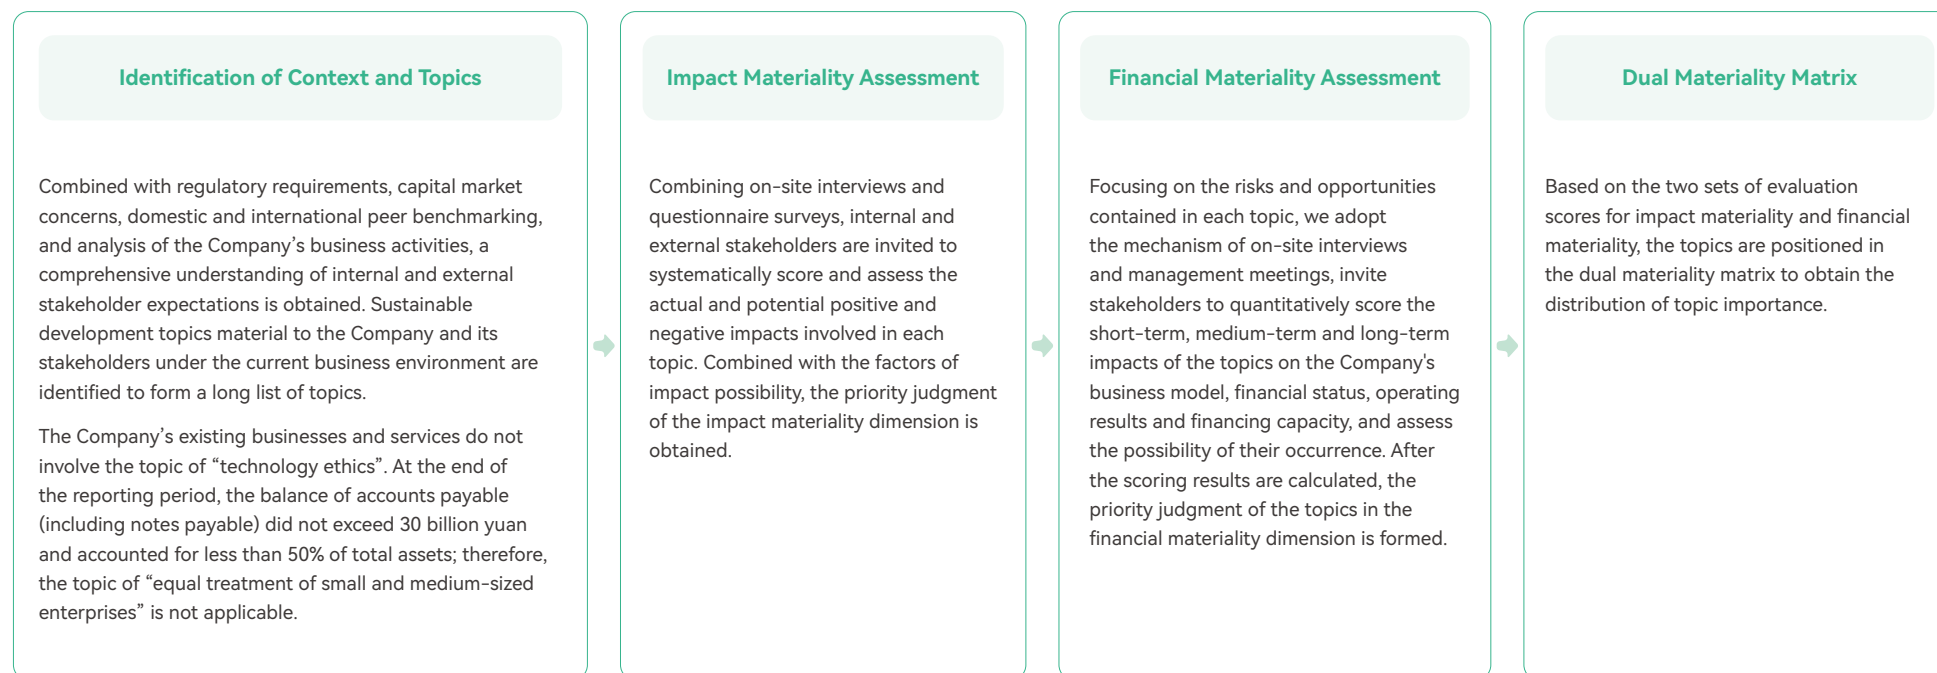 Identification of Context and Topics
Combined with regulatory requirements, capital market
concerns, domestic and international peer benchmarking,
and analysis of the Company’s business activities, a
comprehensive understanding of internal and external
stakeholder expectations is obtained. Sustainable
development topics material to the Company and its
stakeholders under the current business environment are
identified to form a long list of topics.
The Company’s existing businesses and services do not
involve the topic of “technology ethics”. At the end of
the reporting period, the balance of accounts payable
(including notes payable) did not exceed 30 billion yuan
and accounted for less than 50% of total assets; therefore,
the topic of “equal treatment of small and medium-sized
enterprises” is not applicable.
Impact Materiality Assessment
Combining on-site interviews and
questionnaire surveys, internal and
external stakeholders are invited to
systematically score and assess the
actual and potential positive and
negative impacts involved in each
topic. Combined with the factors of
impact possibility, the priority judgment
of the impact materiality dimension is
obtained.
Financial Materiality Assessment
Focusing on the risks and opportunities
contained in each topic, we adopt
the mechanism of on-site interviews
and management meetings, invite
stakeholders to quantitatively score the
short-term, medium-term and long-term
impacts of the topics on the Company's
business model, financial status, operating
results and financing capacity, and assess
the possibility of their occurrence. After
the scoring results are calculated, the
priority judgment of the topics in the
financial materiality dimension is formed.
Dual Materiality Matrix
Based on the two sets of evaluation
scores for impact materiality and financial
materiality, the topics are positioned in
the dual materiality matrix to obtain the
distribution of topic importance.